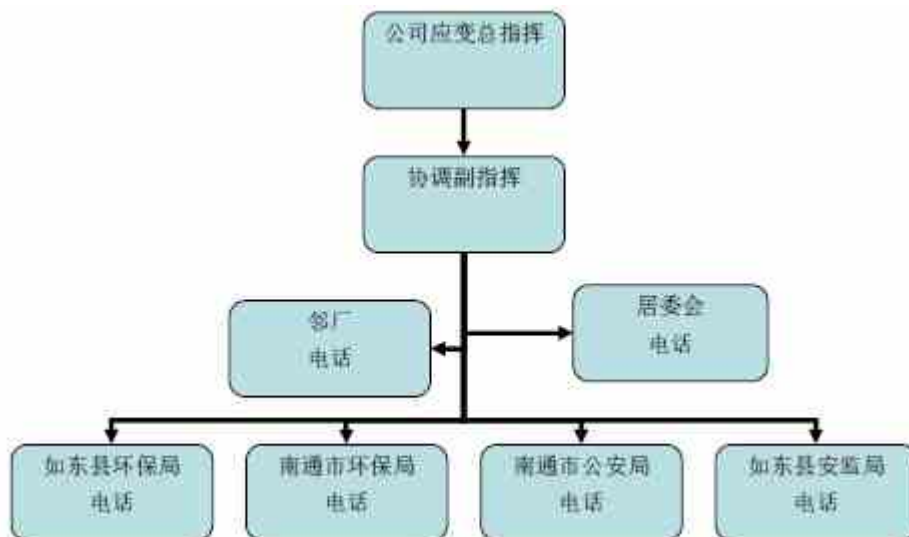 公司应变总指挥
协调副指挥
邻厂
电话
居委会
电话
如东县环保局
电话
南通市环保局
电话
南通市公安局
电话
如东县安监局
电话